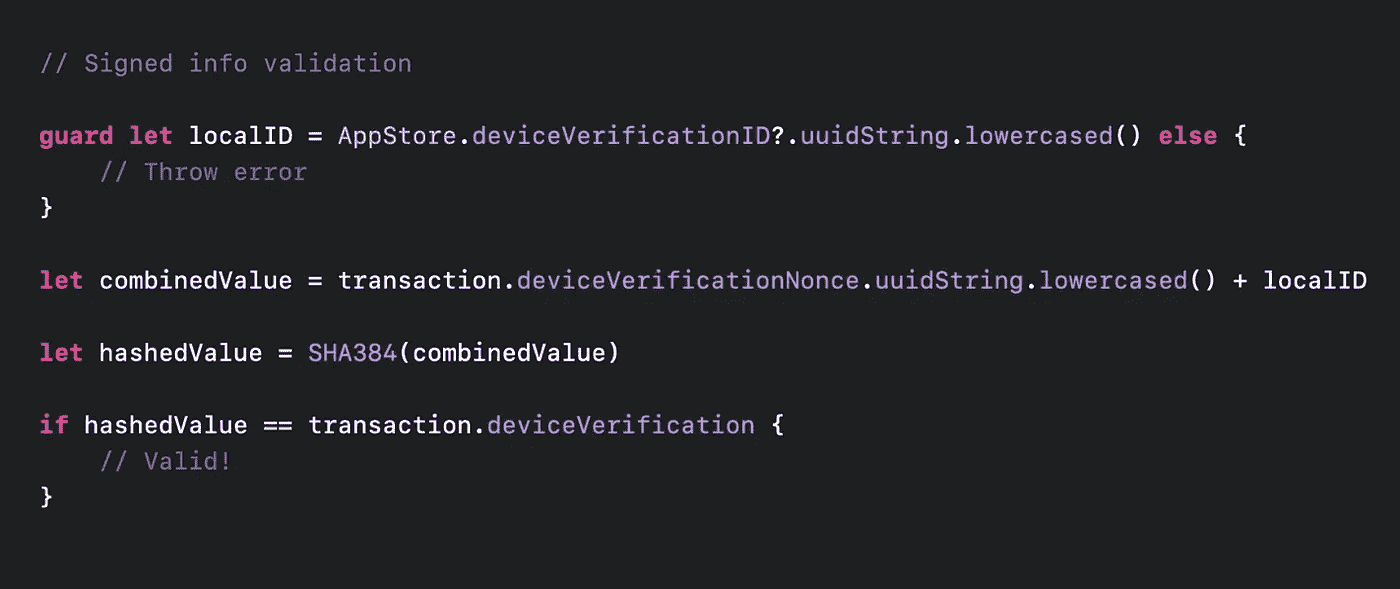 // Signed info validation
guard let localID = AppStore.deviceVerificationID?.uuidString.lowercased() else {
// Throw error
}
let combinedValue = transaction.deviceVerificationNonce.uuidString.lowercased() + localID
let hashedValue = SHA384(combinedValue)
if hashedValue == transaction.deviceVerification {
// Valid!
}